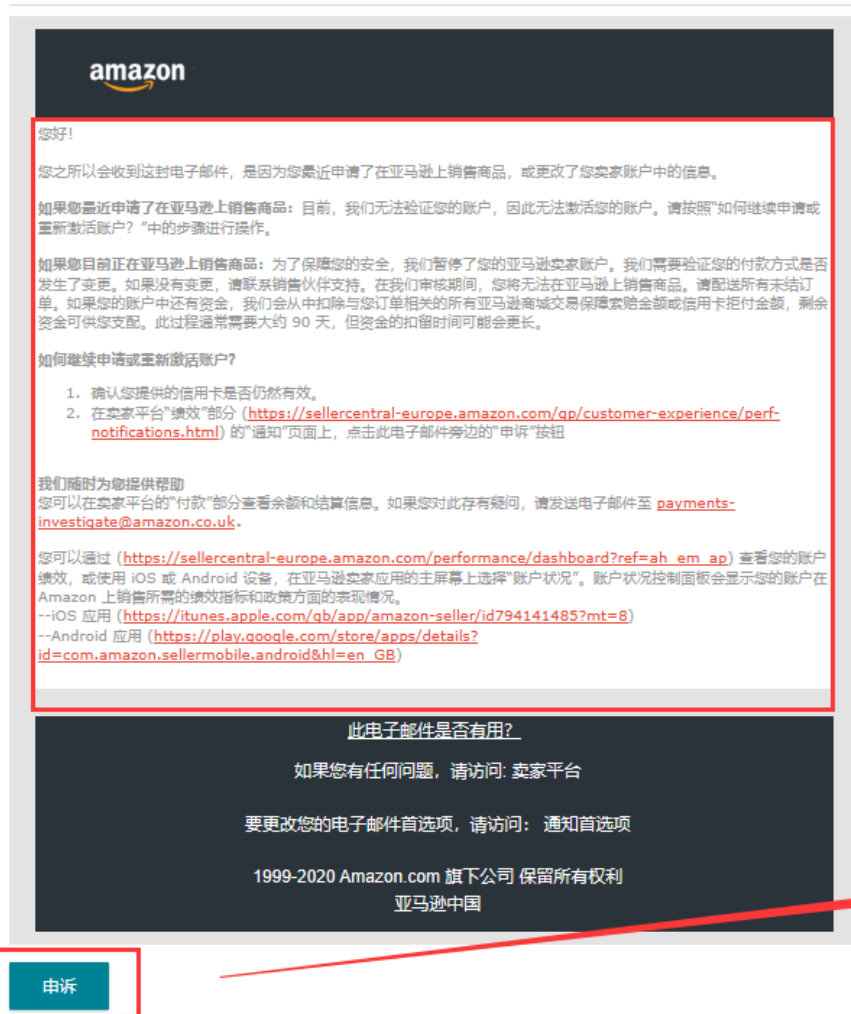 amazon
您好！
您之所以会收到这封电子邮件，是因为您最近申请了在亚马逊上销售商品，或更改了您卖家账户中的信息。
如果您最近申请了在亚马逊上销售商品：目前，我们无法验证您的账户，因此无法激活您的账户。请按照“如何继续申请或
重新激活账户？”中的步骤进行操作。
如果您目前正在亚马逊上销售商品：为了保障您的安全，我们暂停了您的亚马逊卖家账户。我们需要验证您的付款方式是否
发生了变更。如果没有变更，请联系销售伙伴支持。在我们审核期间，您将无法在亚马逊上销售商品。请配送所有未结订
单。如果您的账户中还有资金，我们会从中扣除与您订单相关的所有亚马逊商城交易保障索赔金额或信用卡拒付金额，剩余
资金可供您支配。此过程通常需要大约 90 天，但资金的扣留时间可能会更长。
如何继续申请或重新激活账户？
1. 确认您提供的信用卡是否仍然有效。
2. 在卖家平台“绩效”部分 (https://sellercentral-europe.amazon.com/gp/customer-experience/perf-
notifications.html) 的“通知”页面上，点击此电子邮件旁边的“申诉”按钮
我们随时为您提供帮助
您可以在卖家平台的“付款”部分查看余额和结算信息。如果您对此存有疑问，请发送电子邮件至 payments-
investigate@amazon.co.uk.
您可以通过 (https://sellercentral-europe.amazon.com/performance/dashboard?ref=ah_em_ap) 查看您的账户
绩效，或使用 iOS 或 Android 设备，在亚马逊卖家应用的主屏幕上选择“账户状况”。账户状况控制面板会显示您的账户在
Amazon 上销售所需的绩效指标和政策方面的表现情况。
--iOS 应用 (https://itunes.apple.com/gb/app/amazon-seller/id794141485?mt=8)
--Android 应用 (https://play.google.com/store/apps/details?
id=com.amazon.sellermobile.android&hl=en_GB)
此电子邮件是否有用？
如果您有任何问题，请访问: 卖家平台
要更改您的电子邮件首选项，请访问： 通知首选项
1999-2020 Amazon.com 旗下公司 保留所有权利
亚马逊中国
申诉